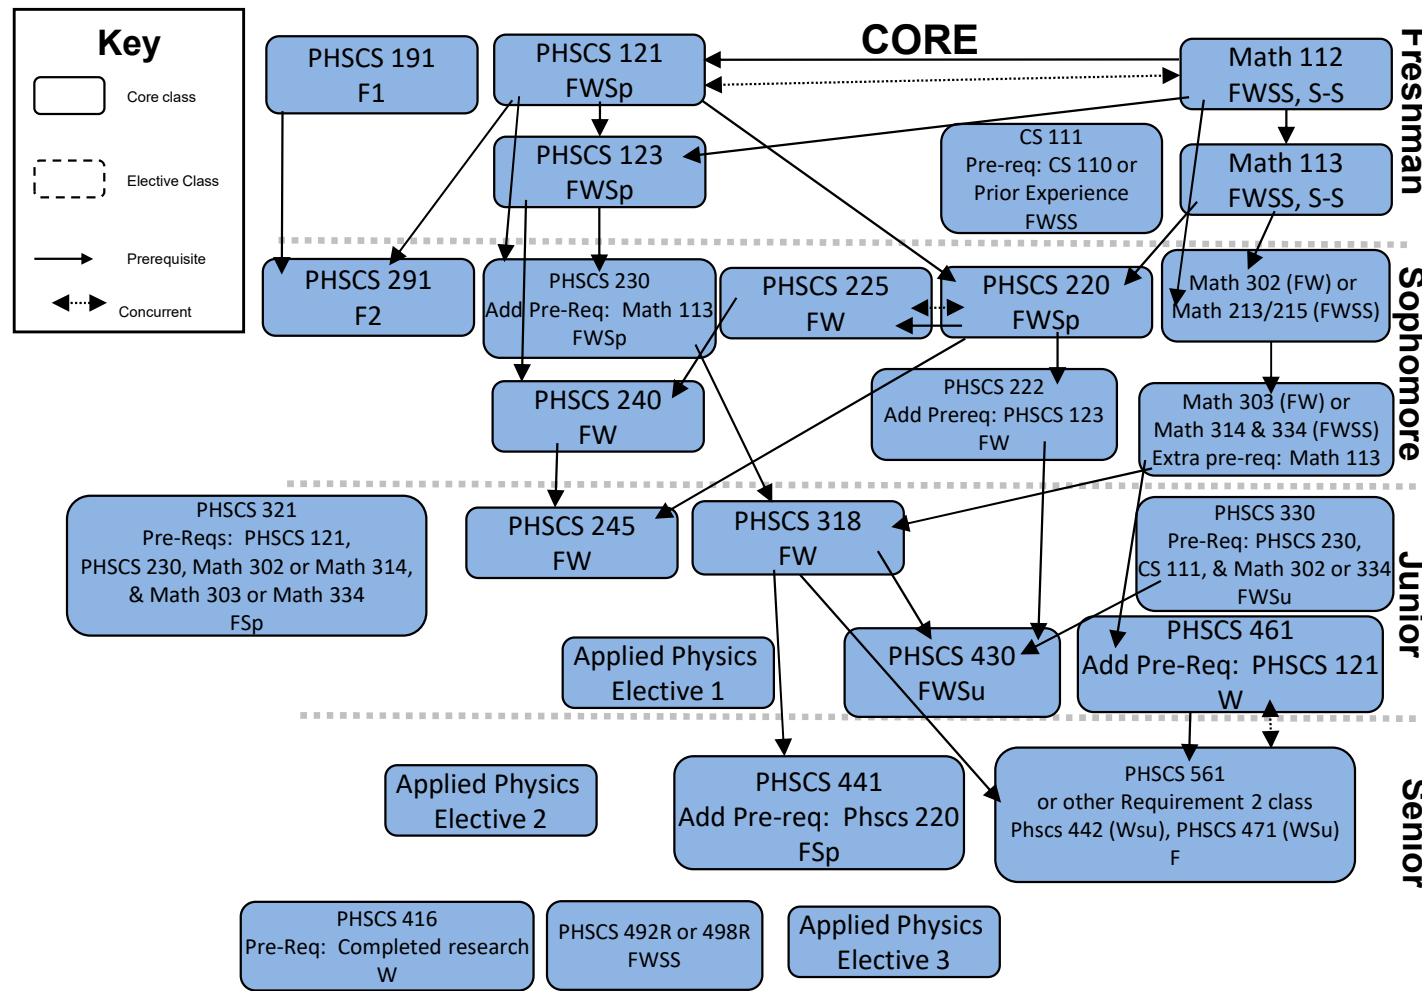 Key
Core class
Elective Class
Prerequisite
Concurrent
CORE
Freshman
PHSCS 191
F1
PHSCS 121
FWSp
Math 112
FWSS, S-S
PHSCS 123
FWSp
CS 111
Pre-req: CS 110 or
Prior Experience
FWSS
Math 113
FWSS, S-S
Sophomore
PHSCS 291
F2
PHSCS 230
Add Pre-Req: Math 113
FWSp
PHSCS 225
FW
PHSCS 220
FWSp
Math 302 (FW) or
Math 213/215 (FWSS)
PHSCS 240
FW
PHSCS 222
Add Prereq: PHSCS 123
FW
Math 303 (FW) or
Math 314 & 334 (FWSS)
Extra pre-req: Math 113
Junior
PHSCS 321
Pre-Reqs: PHSCS 121,
PHSCS 230, Math 302 or Math 314,
& Math 303 or Math 334
FSp
PHSCS 245
FW
PHSCS 318
FW
PHSCS 330
Pre-Req: PHSCS 230,
CS 111, & Math 302 or 334
FWSu
Applied Physics
Elective 1
PHSCS 430
FWSu
PHSCS 461
Add Pre-Req: PHSCS 121
W
Senior
Applied Physics
Elective 2
PHSCS 441
Add Pre-req: Phscs 220
FSp
PHSCS 561
or other Requirement 2 class
Phscs 442 (Wsu), PHSCS 471 (WSu)
F
PHSCS 416
Pre-Req: Completed research
W
PHSCS 492R or 498R
FWSS
Applied Physics
Elective 3